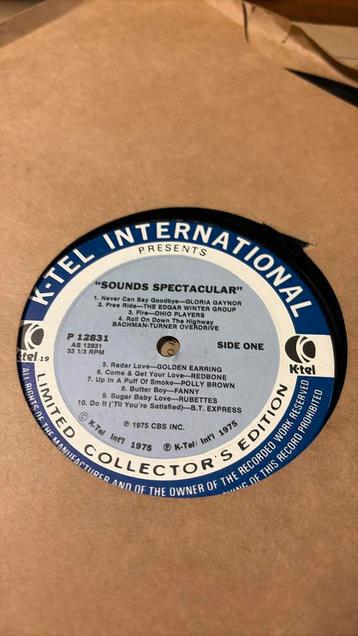 K-TEL INTERNATIONAL
PRESENTS
"SOUNDS SPECTACULAR"
1. Never Can Say Goodbye—GLORIA GAYNOR
2. Free Ride—THE EDGAR WINTER GROUP
3. Fire—OHIO PLAYERS
4. Roll On Down The Highway
BACHMAN-TURNER OVERDRIVE
P 12831
AS 12831
33 1/3 RPM
SIDE ONE
5. Radar Love—GOLDEN EARRING
6. Come & Get Your Love—REDBONE
7. Up In A Puff Of Smoke—POLLY BROWN
8. Butter Boy—FANNY
9. Sugar Baby Love—RUBETTES
10. Do It ('Til You're Satisfied)—B.T. EXPRESS
℗ 1975 CBS INC.
© K-Tel Int'l 1975
℗ K-Tel Int'l 1975
K
k-tel 19
K
K-tel
LIMITED COLLECTOR'S EDITION
ALL RIGHTS OF THE MANUFACTURER AND OF THE OWNER OF THE RECORDED WORK RESERVED
OF THIS RECORD PROHIBITED